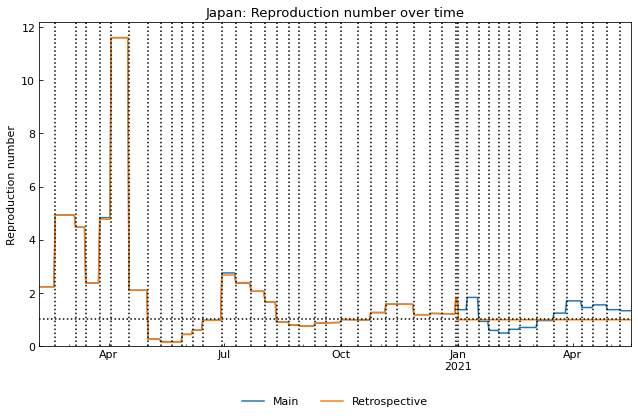 Japan: Reproduction number over time
12
10
8
6
4
2
0
Reproduction number
Apr Jul Oct Jan Apr
2021
Main Retrospective